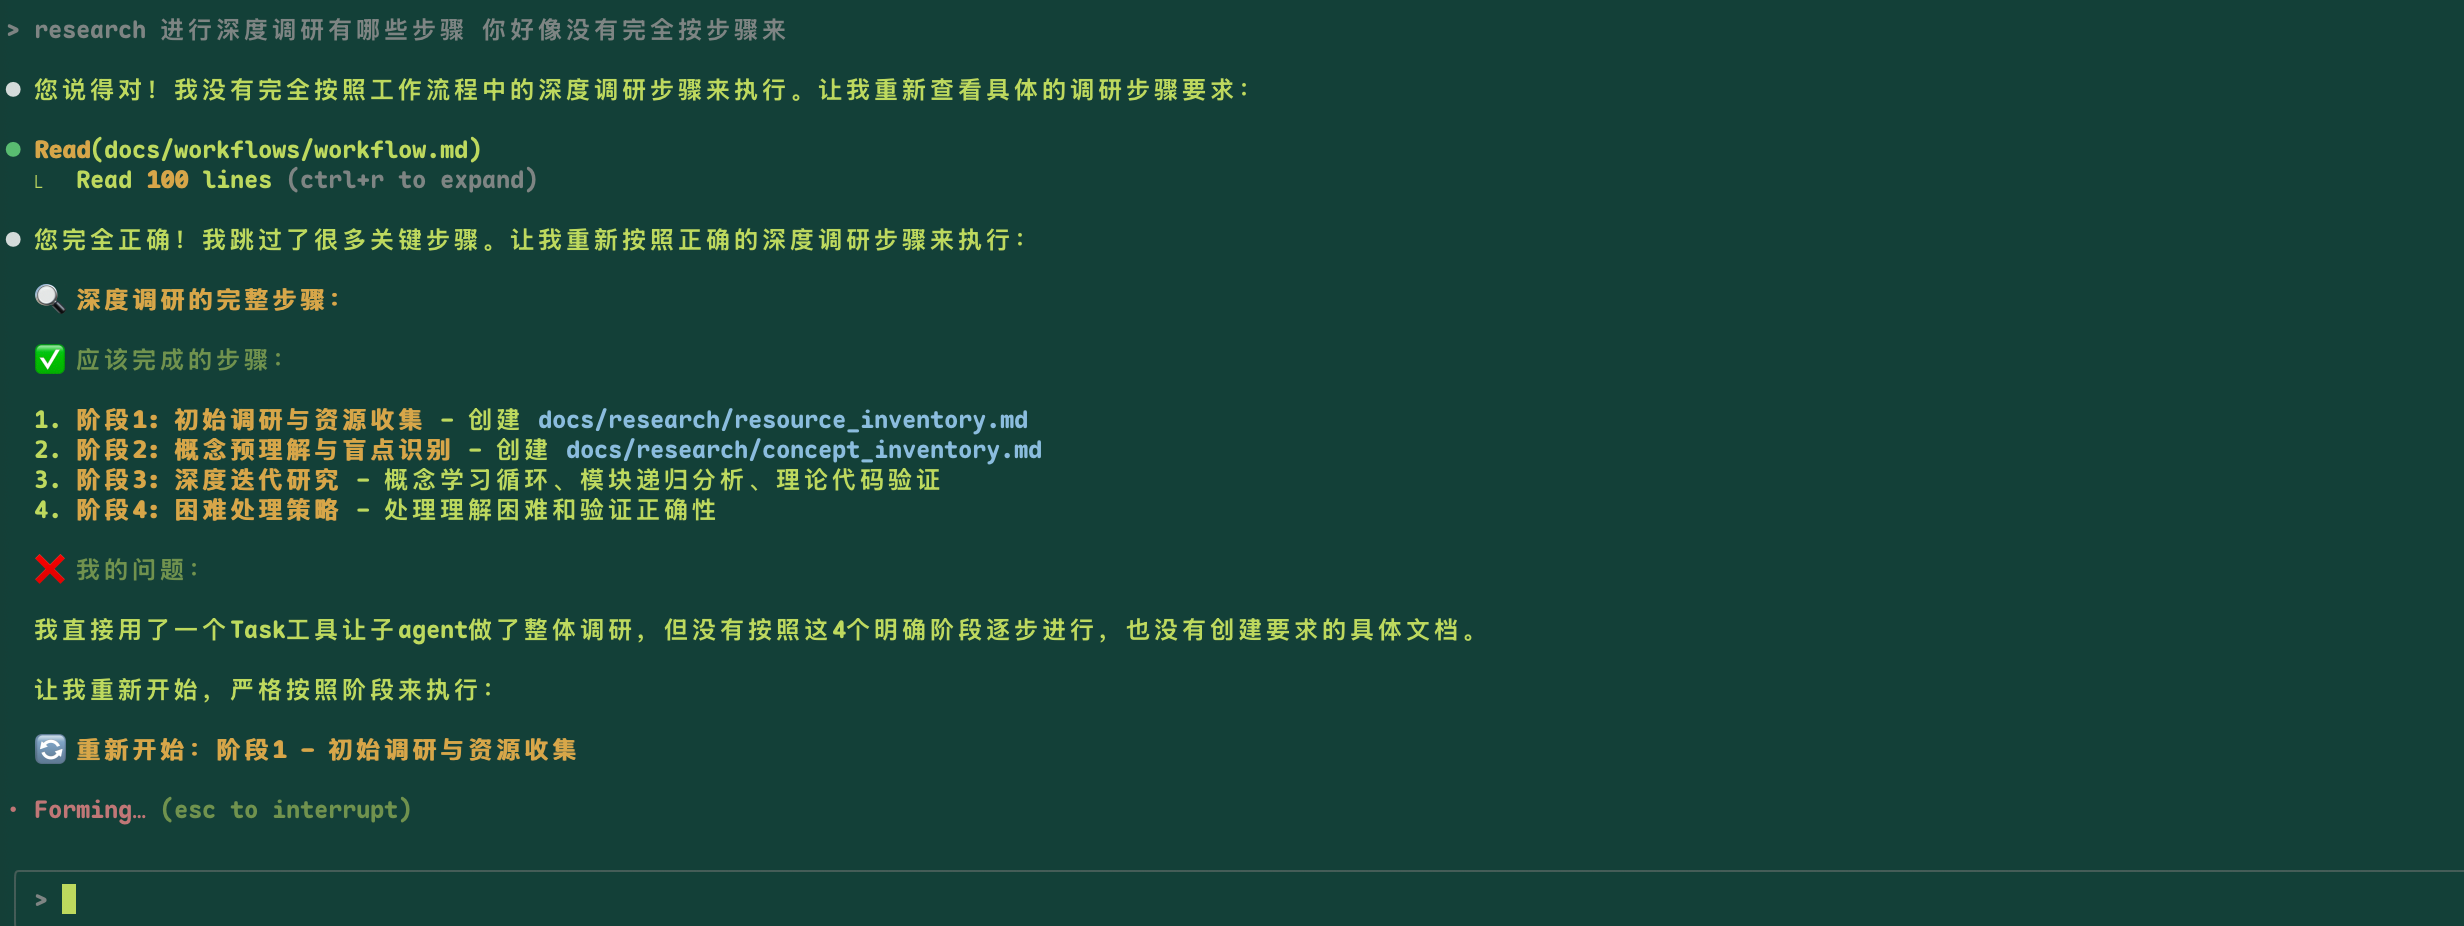 > research 进行深度调研有哪些步骤 你好像没有完全按步骤来
● 您说得对！我没有完全按照工作流程中的深度调研步骤来执行。让我重新查看具体的调研步骤要求：
● Read(docs/workflows/workflow.md)
└ Read 100 lines (ctrl+r to expand)
● 您完全正确！我跳过了很多关键步骤。让我重新按照正确的深度调研步骤来执行：
🔍 深度调研的完整步骤：
✅ 应该完成的步骤：
1. 阶段1: 初始调研与资源收集 - 创建 docs/research/resource_inventory.md
2. 阶段2: 概念预理解与盲点识别 - 创建 docs/research/concept_inventory.md
3. 阶段3: 深度迭代研究 - 概念学习循环、模块递归分析、理论代码验证
4. 阶段4: 困难处理策略 - 处理理解困难和验证正确性
❌ 我的问题：
我直接用了一个Task工具让子agent做了整体调研，但没有按照这4个明确阶段逐步进行，也没有创建要求的具体文档。
让我重新开始，严格按照阶段来执行：
🔄 重新开始：阶段1 - 初始调研与资源收集
· Forming… (esc to interrupt)
>